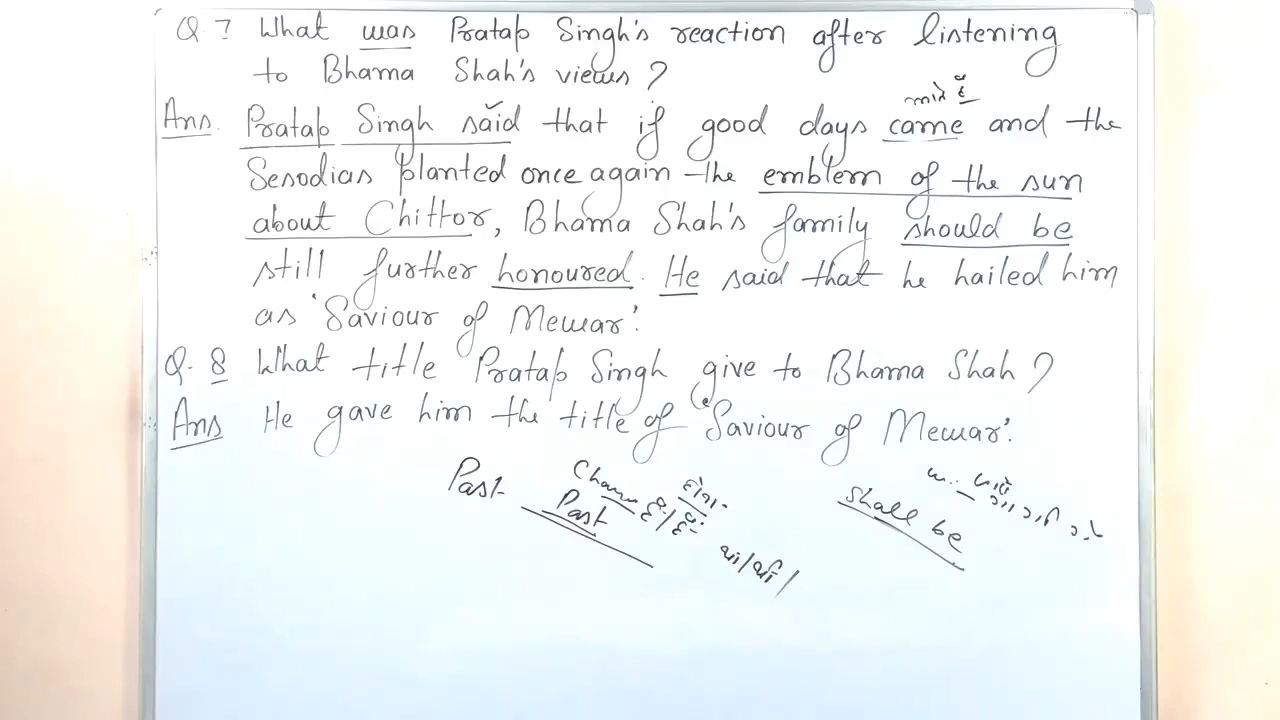 Q. 7 What was Pratap Singh's reaction after listening
to Bhama Shah's views ?
Ans. Pratap Singh said that if good days came and the
Sesodias planted once again the emblem of the sun
about Chittor, Bhama Shah's family should be
still further honoured. He said that he hailed him
as 'Saviour of Mewar'.
Q. 8 What title Pratap Singh give to Bhama Shah ?
Ans He gave him the title of 'Saviour of Mewar'.
Past
Past
shall be